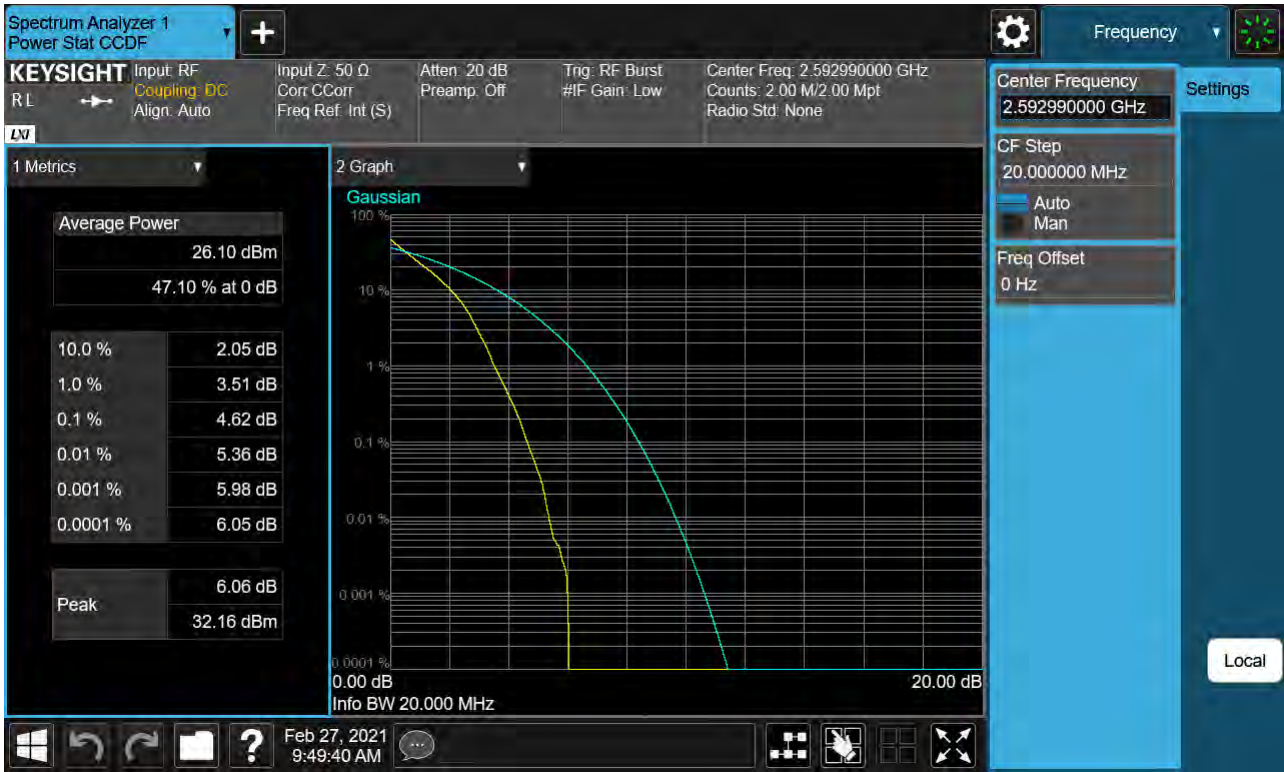 Spectrum Analyzer 1
Power Stat CCDF
Frequency
KEYSIGHT
R L
LXI
Input: RF
Coupling: DC
Align: Auto
Input Z: 50 Ω
Corr CCorr
Freq Ref: Int (S)
Atten: 20 dB
Preamp: Off
Trig: RF Burst
#IF Gain: Low
Center Freq: 2.592990000 GHz
Counts: 2.00 M/2.00 Mpt
Radio Std: None
Center Frequency
2.592990000 GHz
Settings
CF Step
20.000000 MHz
Auto
Man
Freq Offset
0 Hz
1 Metrics
Average Power
26.10 dBm
47.10 % at 0 dB
10.0 % 2.05 dB
1.0 % 3.51 dB
0.1 % 4.62 dB
0.01 % 5.36 dB
0.001 % 5.98 dB
0.0001 % 6.05 dB
Peak
6.06 dB
32.16 dBm
2 Graph
Gaussian
100 %
10 %
1 %
0.1 %
0.01 %
0.001 %
0.0001 %
0.00 dB 20.00 dB
Info BW 20.000 MHz
Local
?
Feb 27, 2021
9:49:40 AM